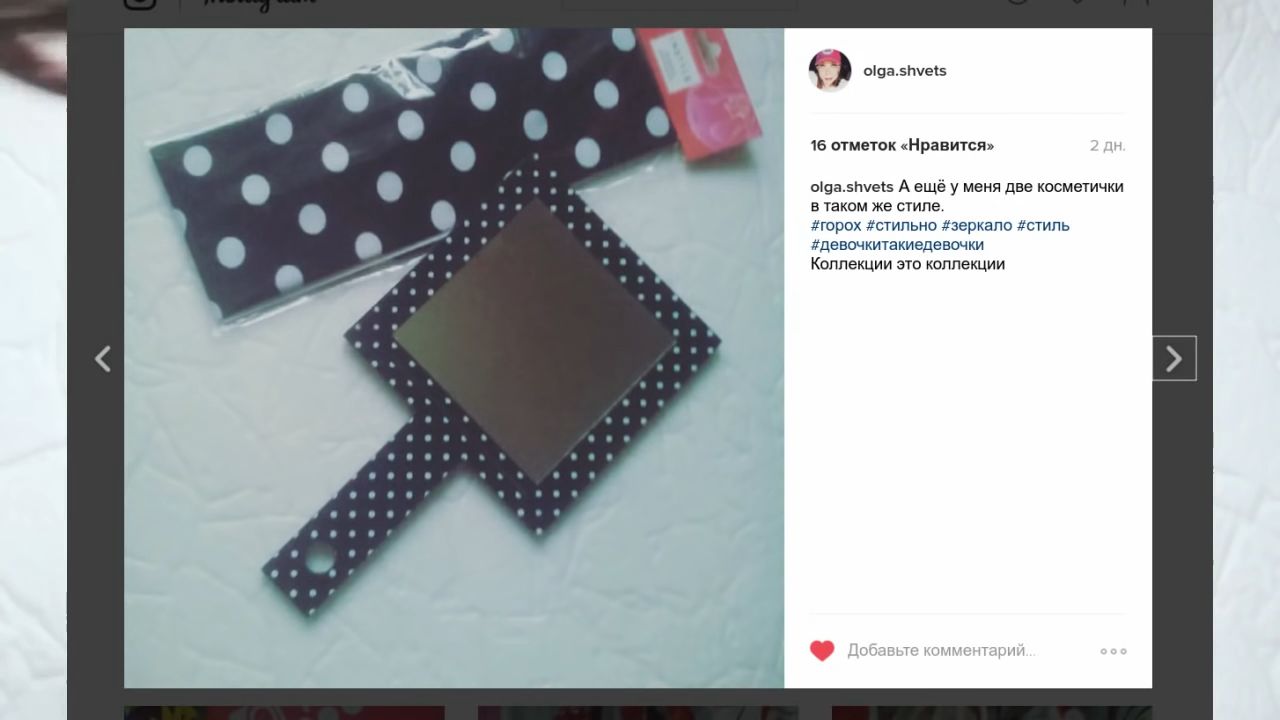 Instagram
olga.shvets
16 отметок «Нравится» 2 дн.
olga.shvets А ещё у меня две косметички
в таком же стиле.
#горох #стильно #зеркало #стиль
#девочкитакиедевочки
Коллекции это коллекции
Добавьте комментарий...